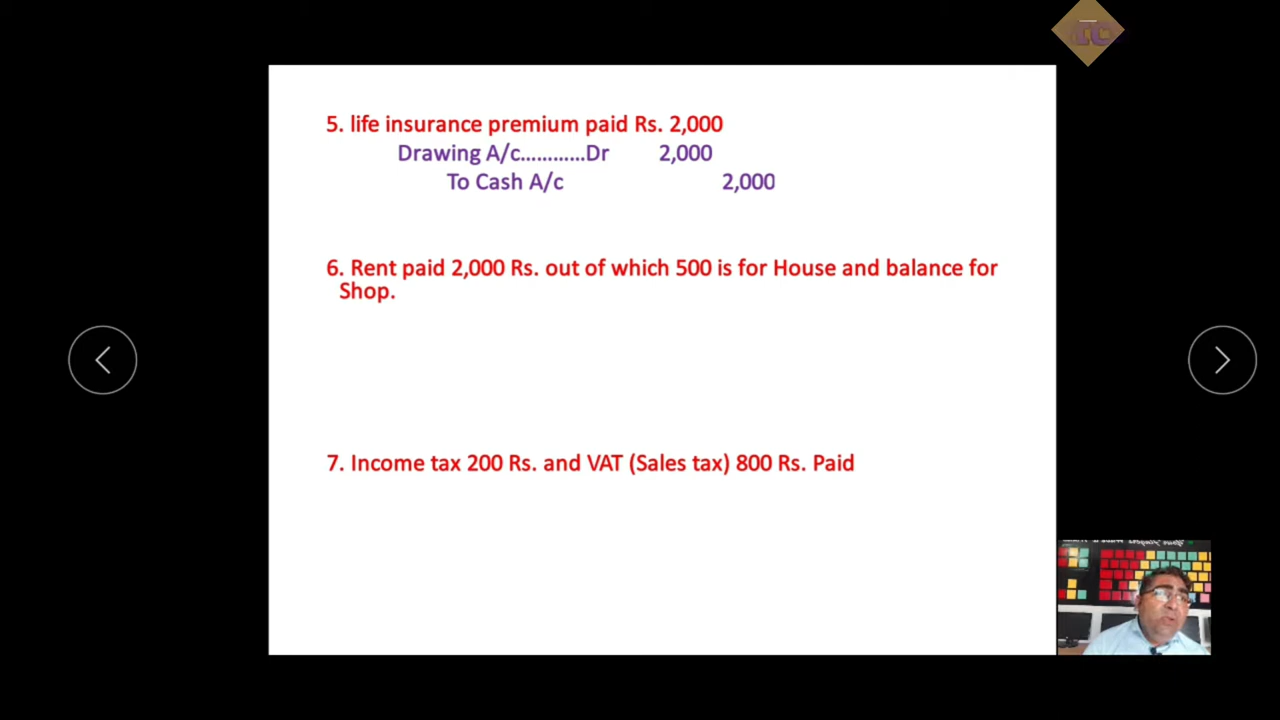 TC
5. life insurance premium paid Rs. 2,000
Drawing A/c............Dr 2,000
To Cash A/c 2,000
6. Rent paid 2,000 Rs. out of which 500 is for House and balance for
Shop.
7. Income tax 200 Rs. and VAT (Sales tax) 800 Rs. Paid